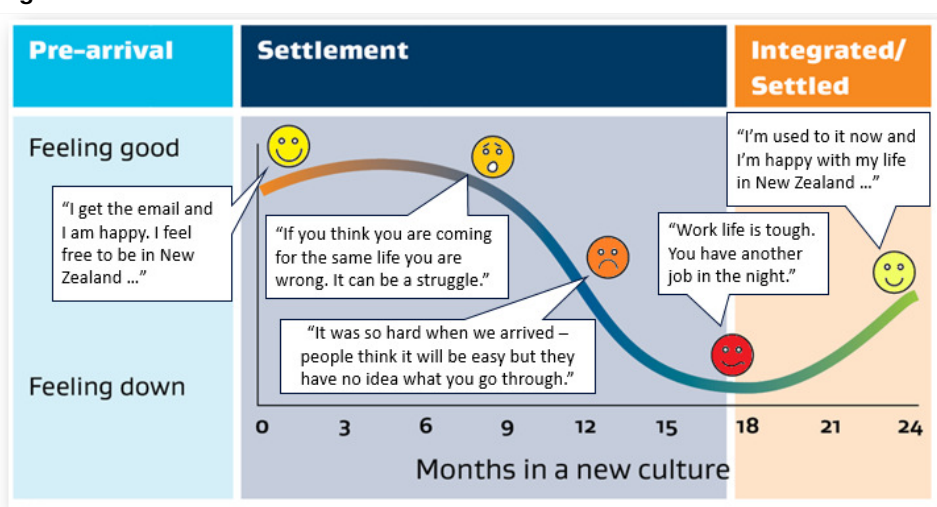 Pre-arrival
Settlement
Integrated/
Settled
Feeling good
"I get the email and
I am happy. I feel
free to be in New
Zealand ..."
"If you think you are coming
for the same life you are
wrong. It can be a struggle."
"It was so hard when we arrived –
people think it will be easy but they
have no idea what you go through."
"Work life is tough.
You have another
job in the night."
"I'm used to it now and
I'm happy with my life
in New Zealand ..."
Feeling down
0 3 6 9 12 15 18 21 24
Months in a new culture